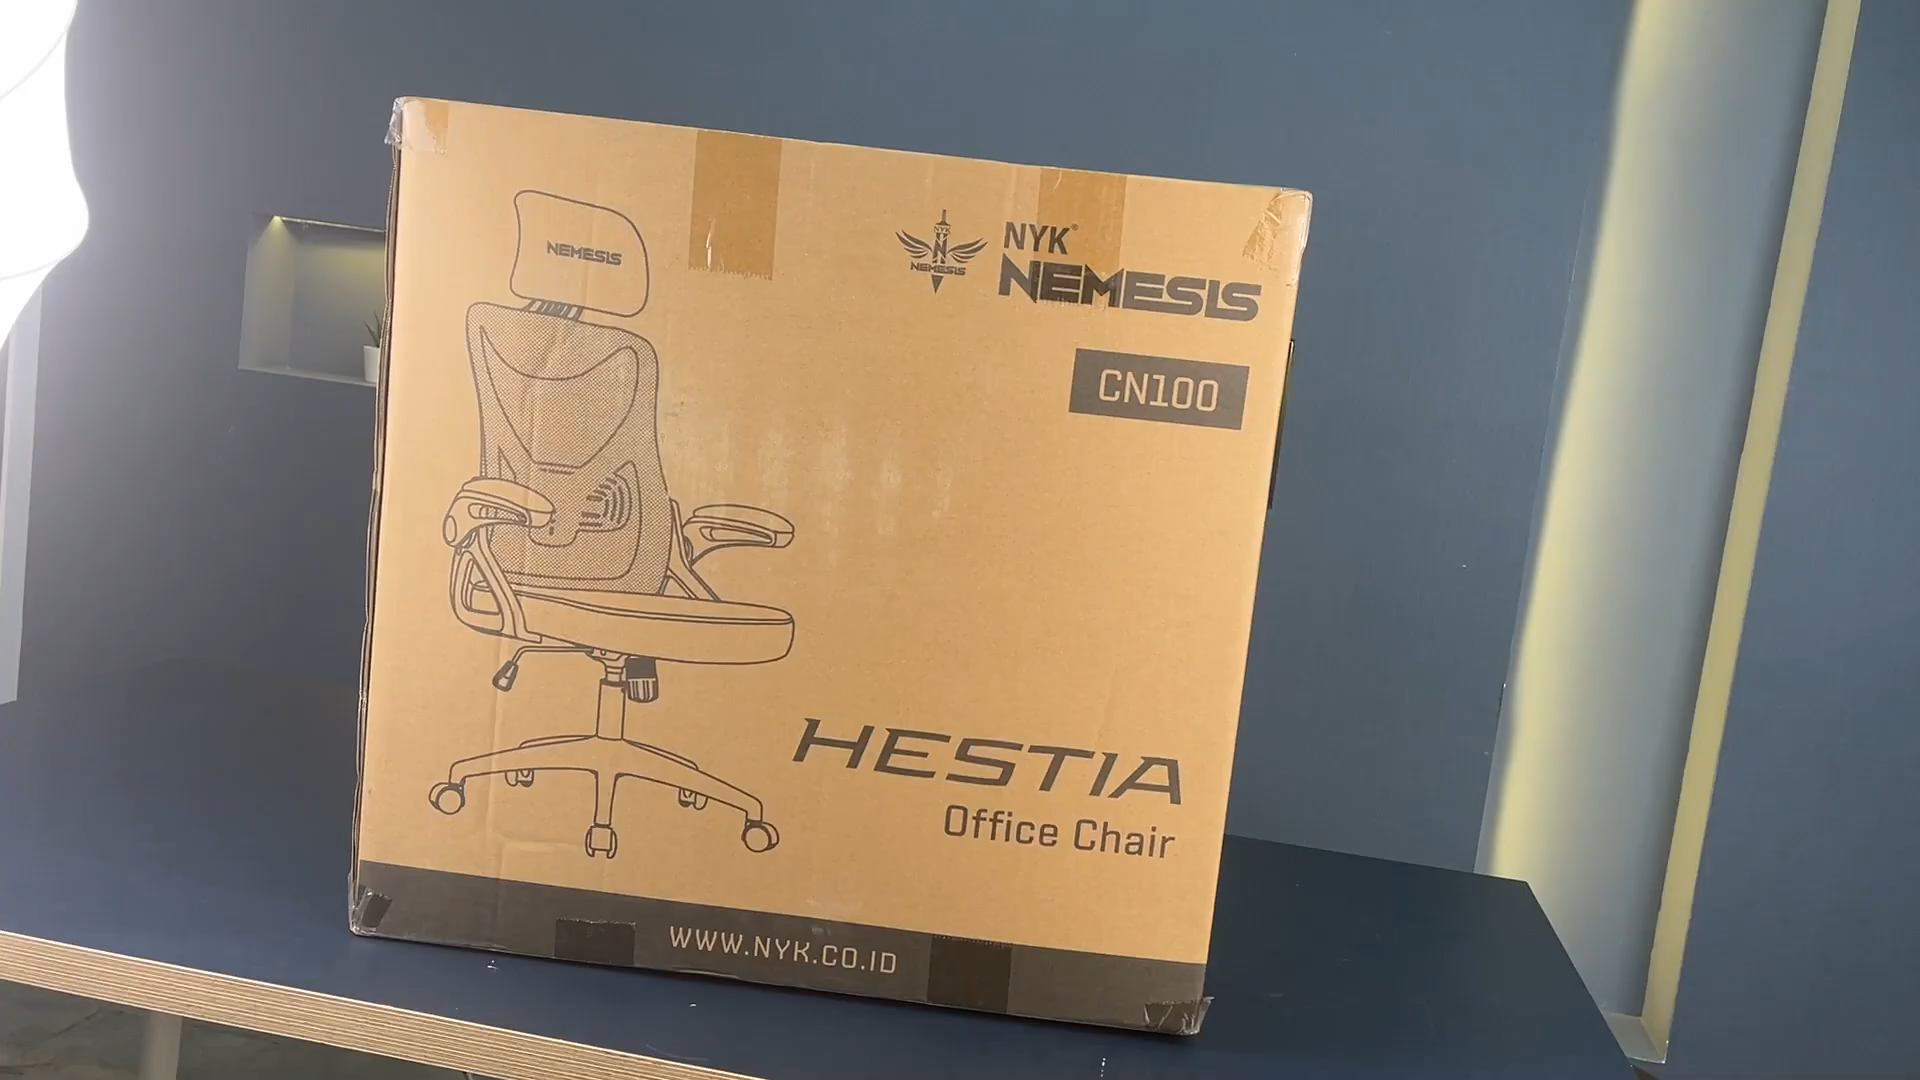 NEMESIS
NYK
NEMESIS
NYK®
NEMESIS
CN100
HESTIA
Office Chair
WWW.NYK.CO.ID